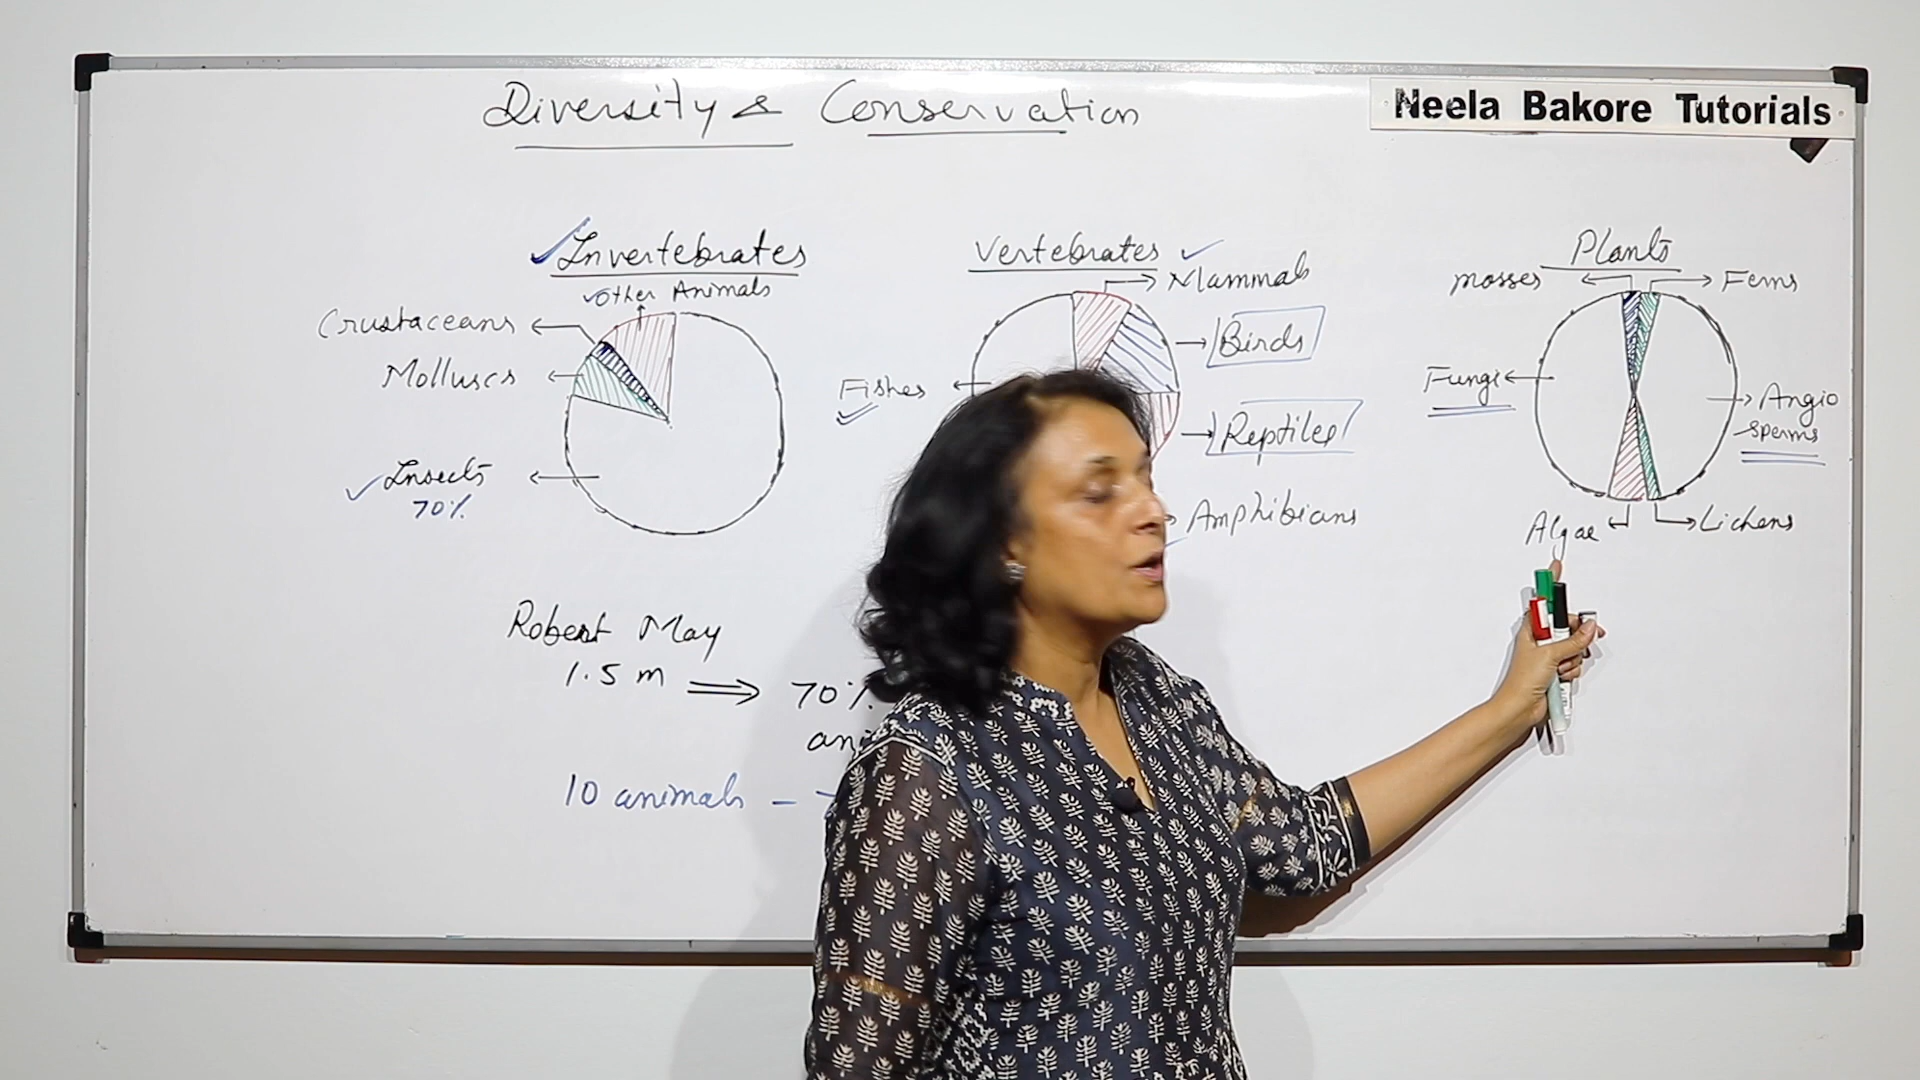 Diversity & Conservation
Neela Bakore Tutorials
Invertebrates
Other Animals
Crustaceans
Molluscs
Insects
70%
Vertebrates
Mammals
Birds
Fishes
Reptiles
Amphibians
Plants
mosses
Ferns
Fungi
Angio
sperms
Algae
Lichens
Robert May
1.5 m ⇒ 70%
10 animals -